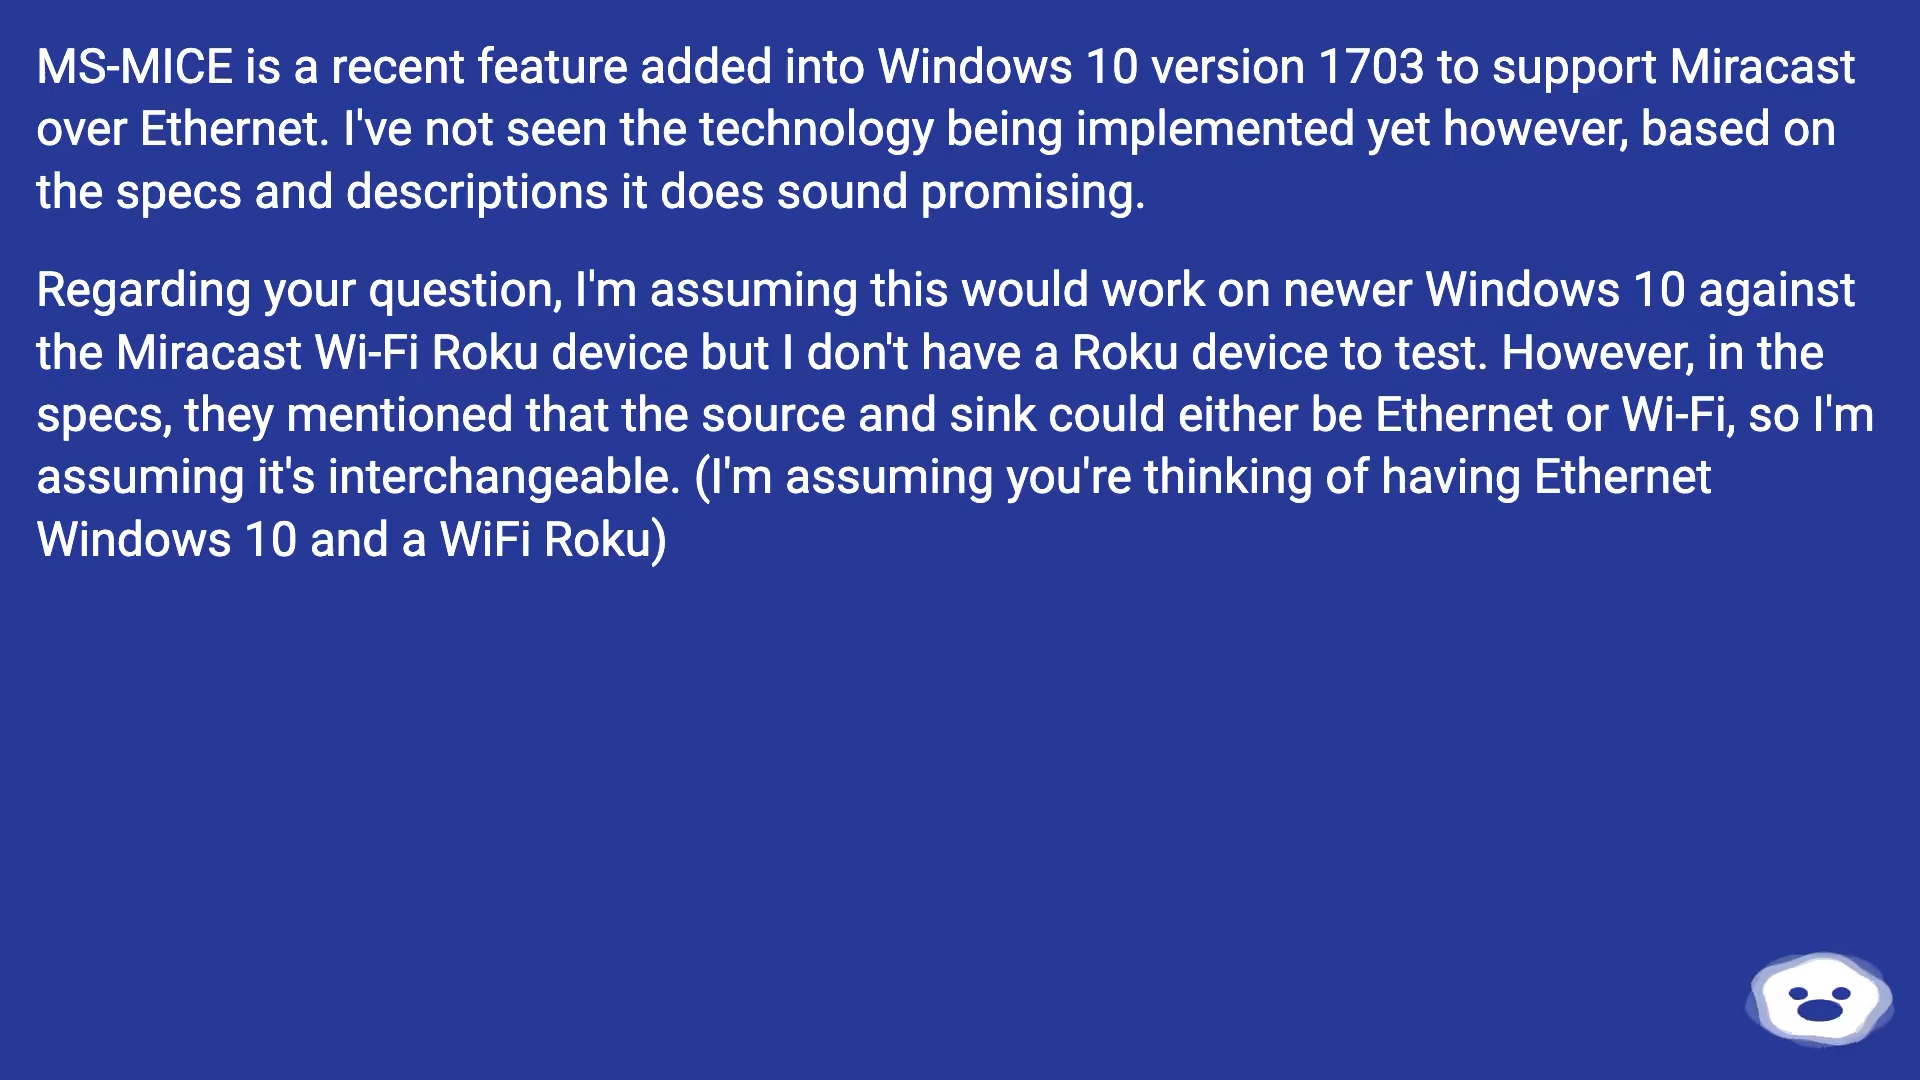 MS-MICE is a recent feature added into Windows 10 version 1703 to support Miracast
over Ethernet. I've not seen the technology being implemented yet however, based on
the specs and descriptions it does sound promising.
Regarding your question, I'm assuming this would work on newer Windows 10 against
the Miracast Wi-Fi Roku device but I don't have a Roku device to test. However, in the
specs, they mentioned that the source and sink could either be Ethernet or Wi-Fi, so I'm
assuming it's interchangeable. (I'm assuming you're thinking of having Ethernet
Windows 10 and a WiFi Roku)